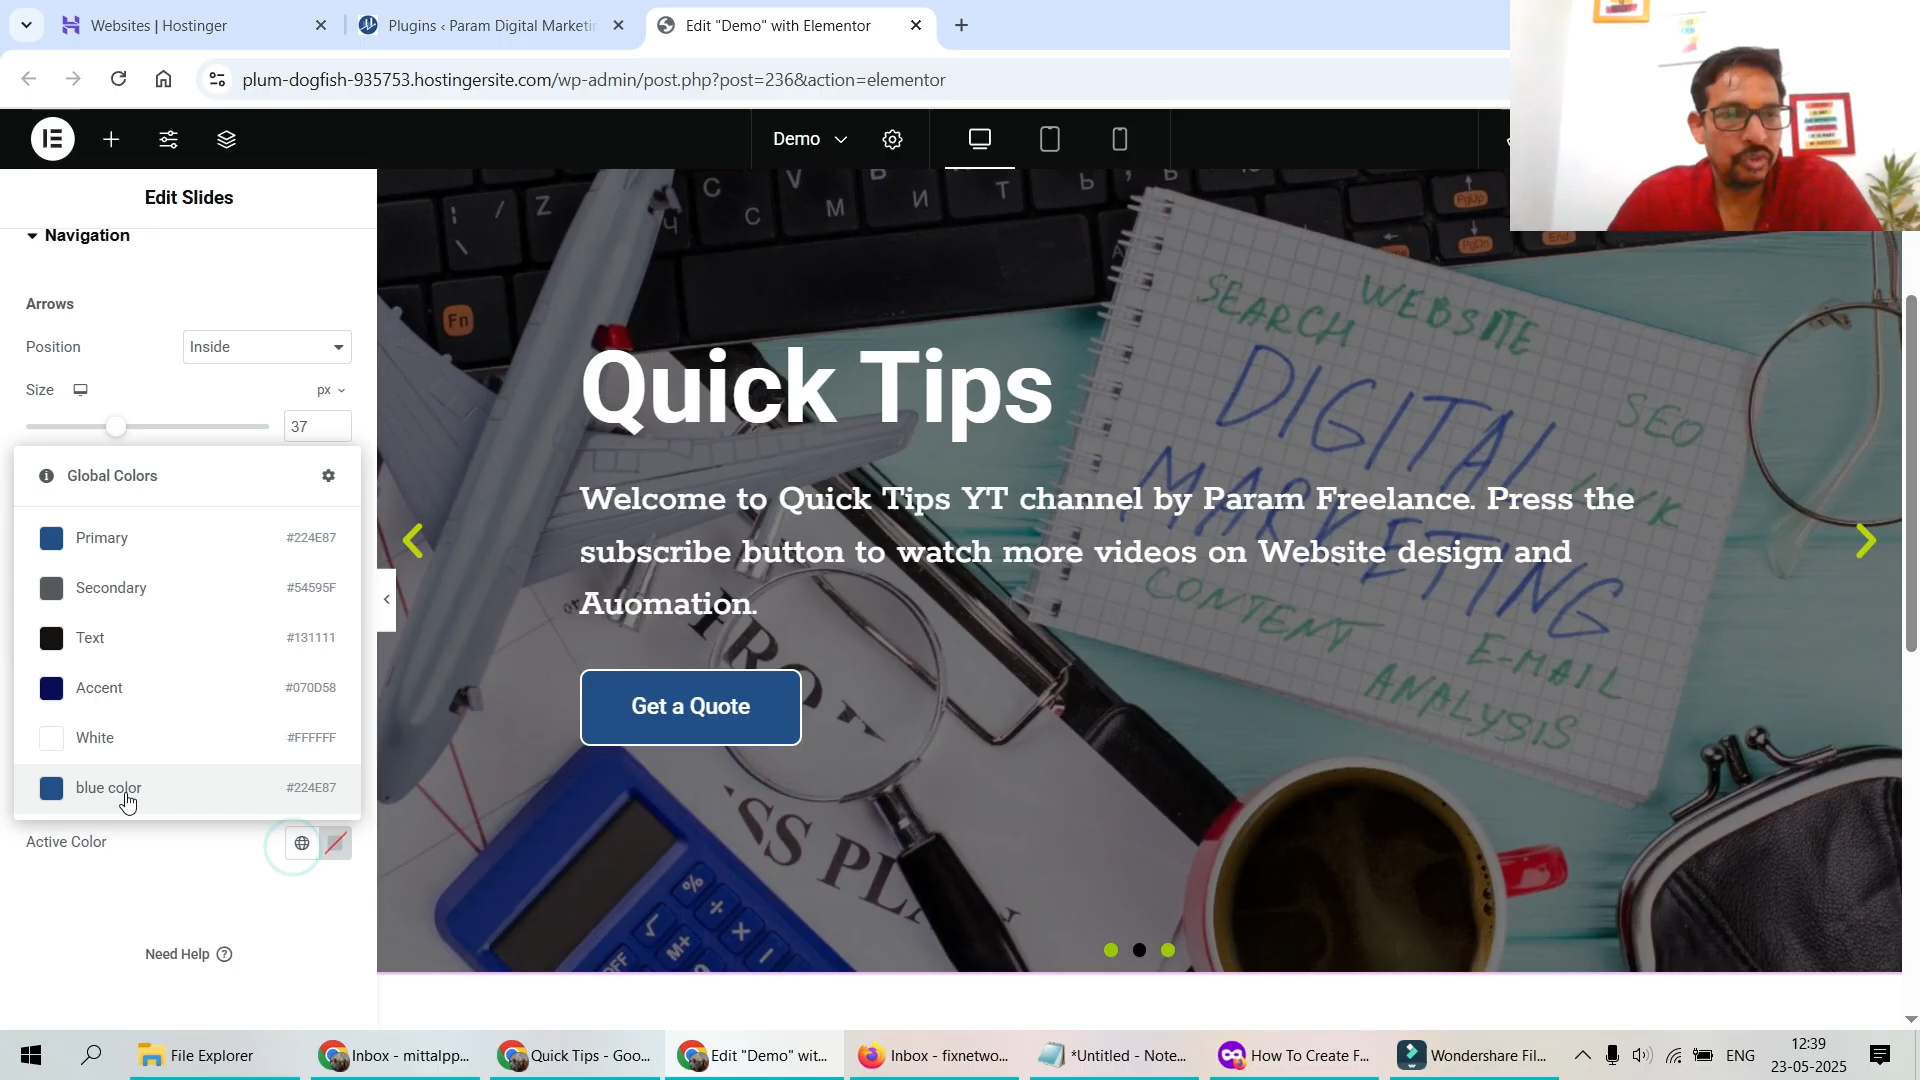 Websites | Hostinger
Plugins ‹ Param Digital Marketin
Edit "Demo" with Elementor
plum-dogfish-935753.hostingersite.com/wp-admin/post.php?post=236&action=elementor
Demo
Edit Slides
Navigation
Arrows
Position
Inside
Size
px
37
Global Colors
Primary
#224E87
Secondary
#54595F
Text
#131111
Accent
#070D58
White
#FFFFFF
blue color
#224E87
Active Color
Need Help
Quick Tips
Welcome to Quick Tips YT channel by Param Freelance. Press the
subscribe button to watch more videos on Website design and
Auomation.
Get a Quote
SEARCH
WEBSITE
DIGITAL
MARKETING
SEO
CONTENT
E-MAIL
ANALYSIS
Fn
PgUp
PgDn
End
OFF
M+
File Explorer
Inbox - mittalpp...
Quick Tips - Goo...
Edit "Demo" wit...
Inbox - fixnetwo...
*Untitled - Note...
How To Create F...
Wondershare Fil...
ENG
12:39
23-05-2025